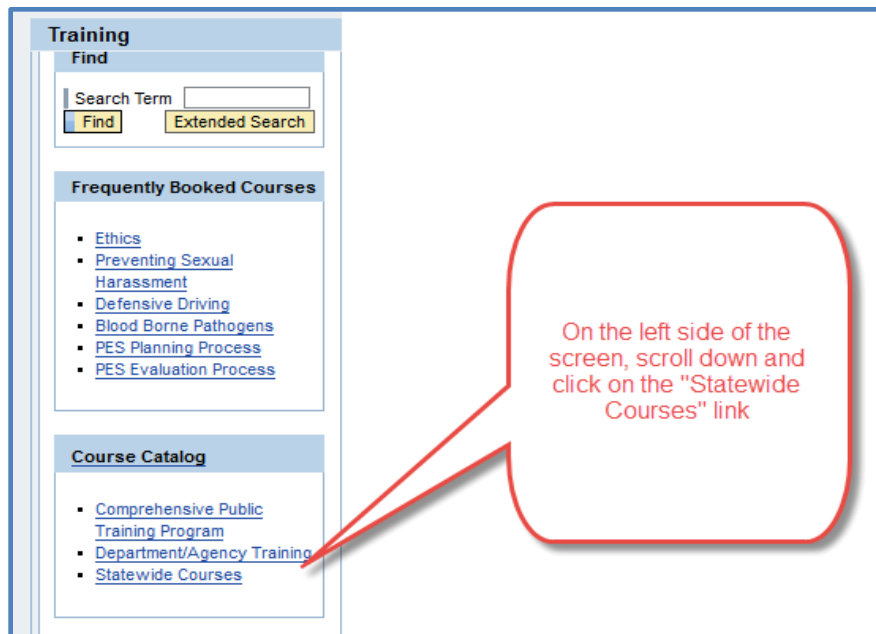 Training
Find
Search Term
Find Extended Search
Frequently Booked Courses
Ethics
Preventing Sexual
Harassment
Defensive Driving
Blood Borne Pathogens
PES Planning Process
PES Evaluation Process
Course Catalog
Comprehensive Public
Training Program
Department/Agency Training
Statewide Courses
On the left side of the
screen, scroll down and
click on the "Statewide
Courses" link